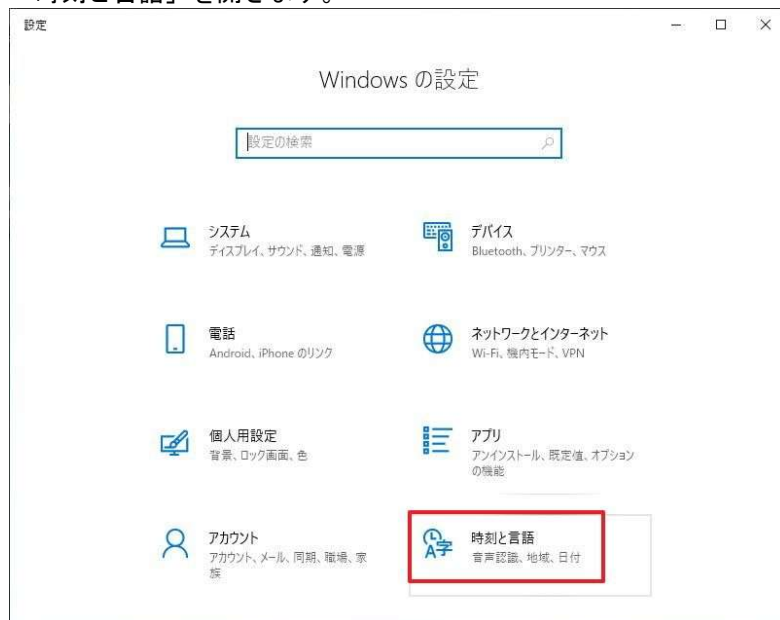 時刻と言語」を開きます。
設定
Windows の設定
設定の検索
システム
ディスプレイ、サウンド、通知、電源
デバイス
Bluetooth、プリンター、マウス
電話
Android、iPhone のリンク
ネットワークとインターネット
Wi-Fi、機内モード、VPN
個人用設定
背景、ロック画面、色
アプリ
アンインストール、既定値、オプション
の機能
アカウント
アカウント、メール、同期、職場、家
族
時刻と言語
音声認識、地域、日付